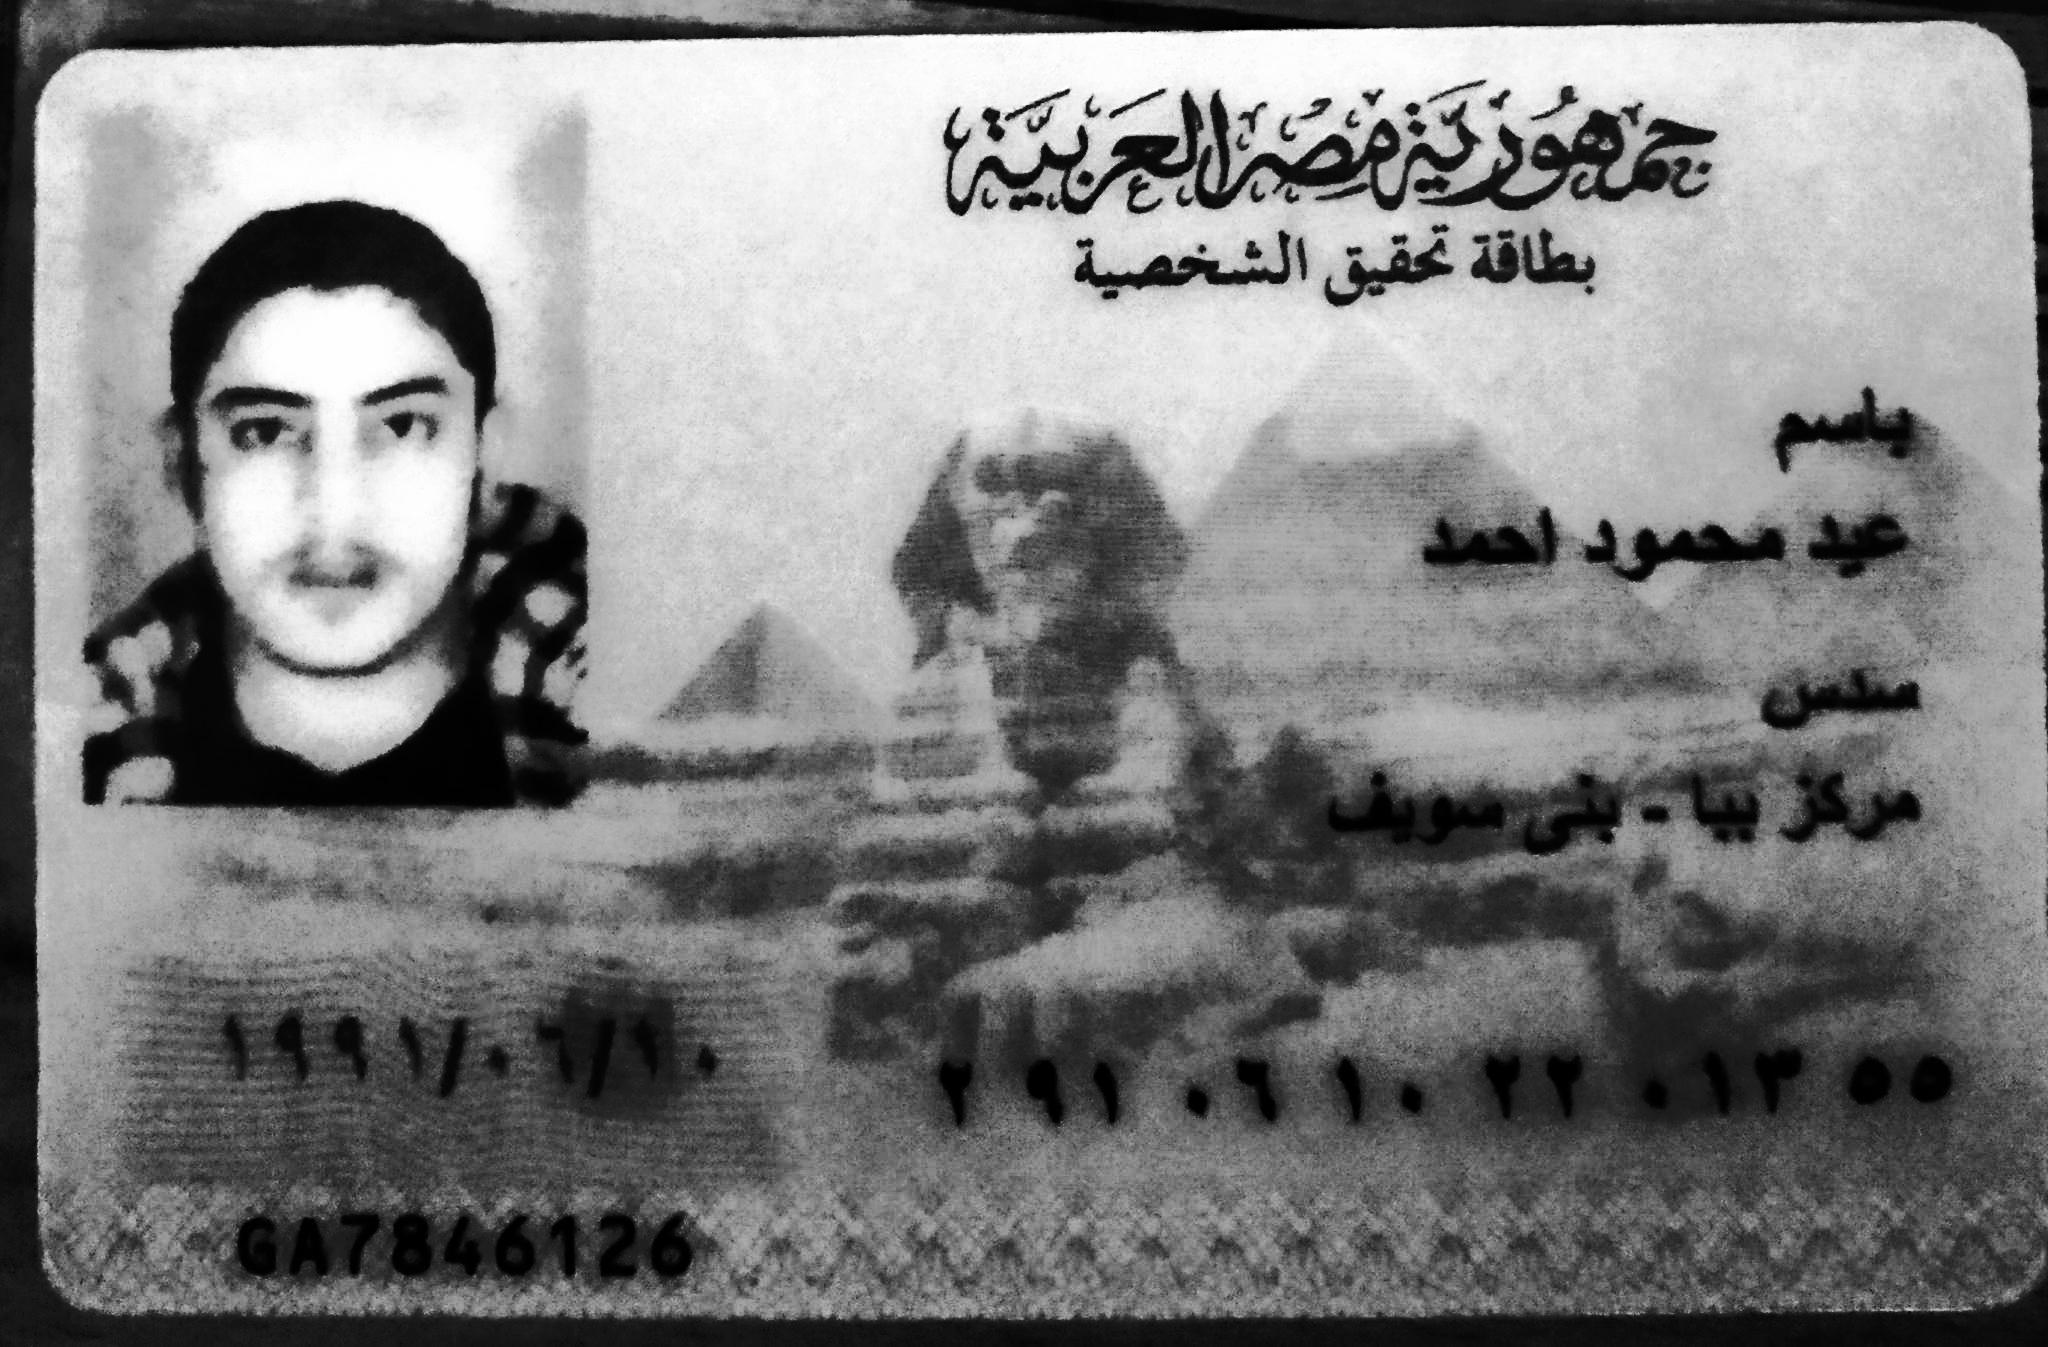 جمهورية مصر العربية
بطاقة تحقيق الشخصية
باسم
عيد محمود احمد
سدس
مركز ببا - بنى سويف
١٩٩١/٠٦/١٠
٢ ٩١ ٠٦ ١٠ ٢٢ ٠١٣ ٥٥
GA7846126